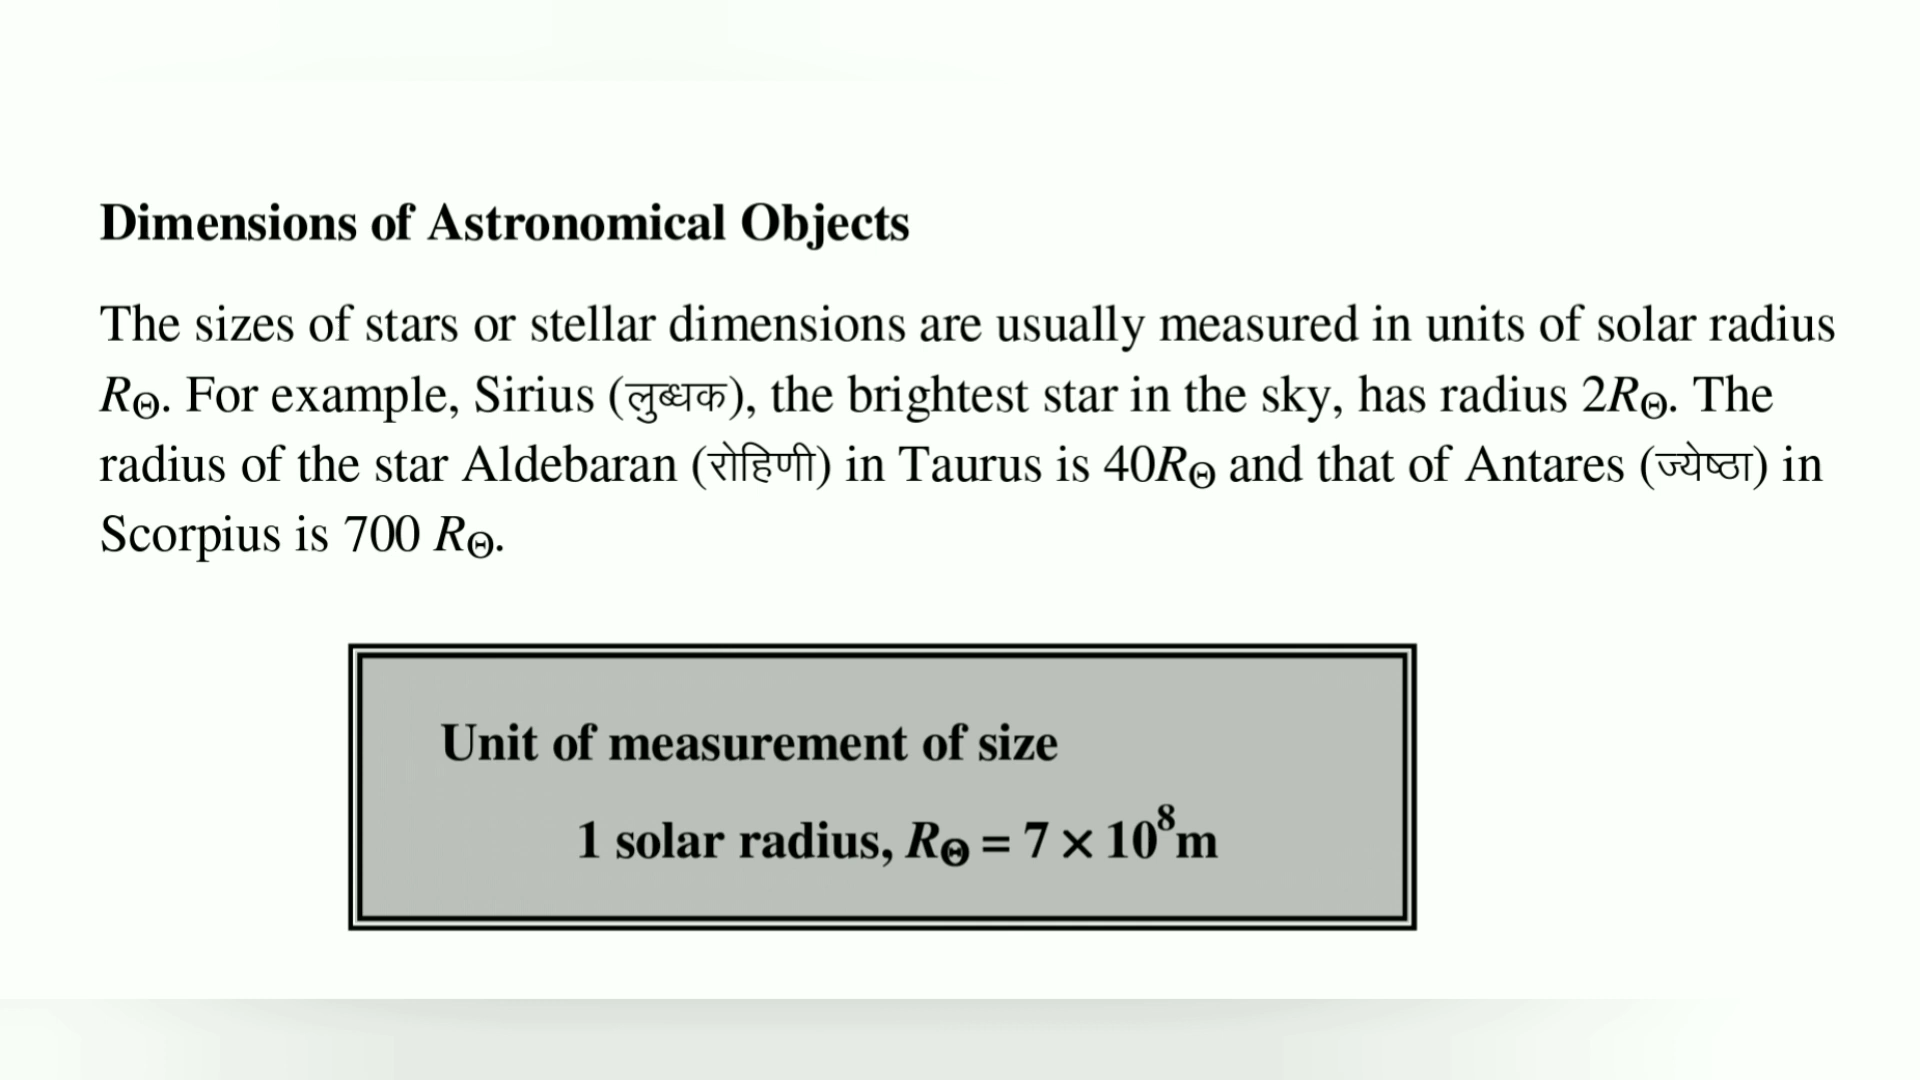 Dimensions of Astronomical Objects
The sizes of stars or stellar dimensions are usually measured in units of solar radius
RΘ. For example, Sirius (लुब्धक), the brightest star in the sky, has radius 2RΘ. The
radius of the star Aldebaran (रोहिणी) in Taurus is 40RΘ and that of Antares (ज्येष्ठा) in
Scorpius is 700 RΘ.
Unit of measurement of size
1 solar radius, RΘ = 7 × 10⁸m